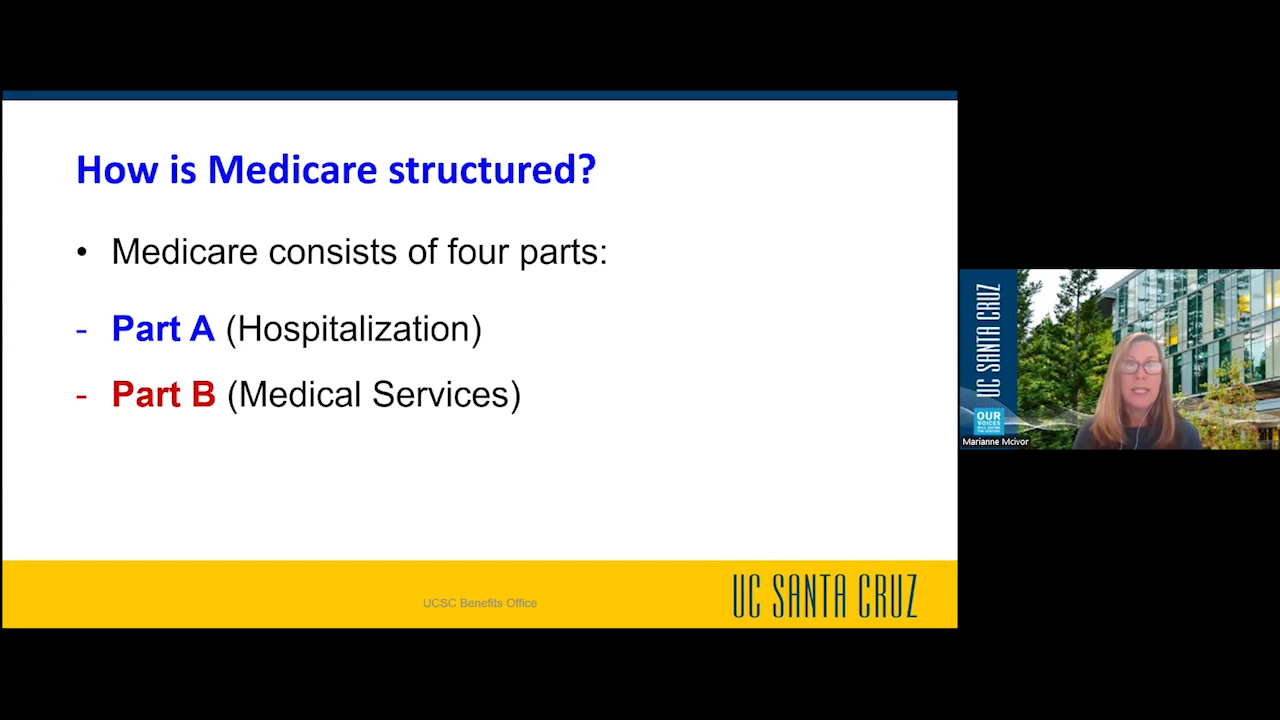 How is Medicare structured?
• Medicare consists of four parts:
- Part A (Hospitalization)
- Part B (Medical Services)
UCSC Benefits Office
UC SANTA CRUZ
UC SANTA CRUZ
OUR
VOICES
Marianne McIvor